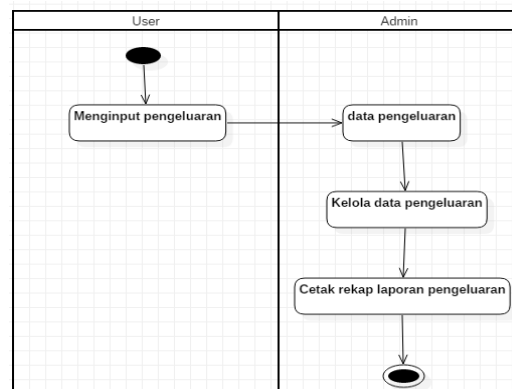 User
Admin
Menginput pengeluaran
data pengeluaran
Kelola data pengeluaran
Cetak rekap laporan pengeluaran